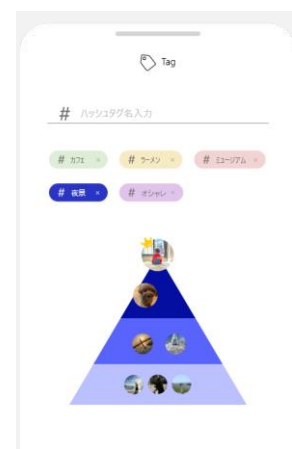 Tag
# ハッシュタグ名入力
# カフェ × # ラーメン × # ミュージアム ×
# 夜景 × # オシャレ ×